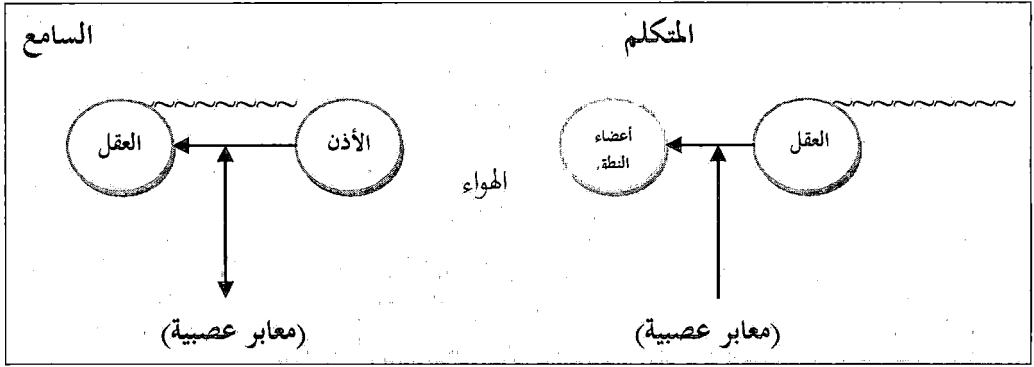 المتكلم
السامع
العقل
أعضاء
النطق
الهواء
الأذن
العقل
(معابر عصبية)
(معابر عصبية)